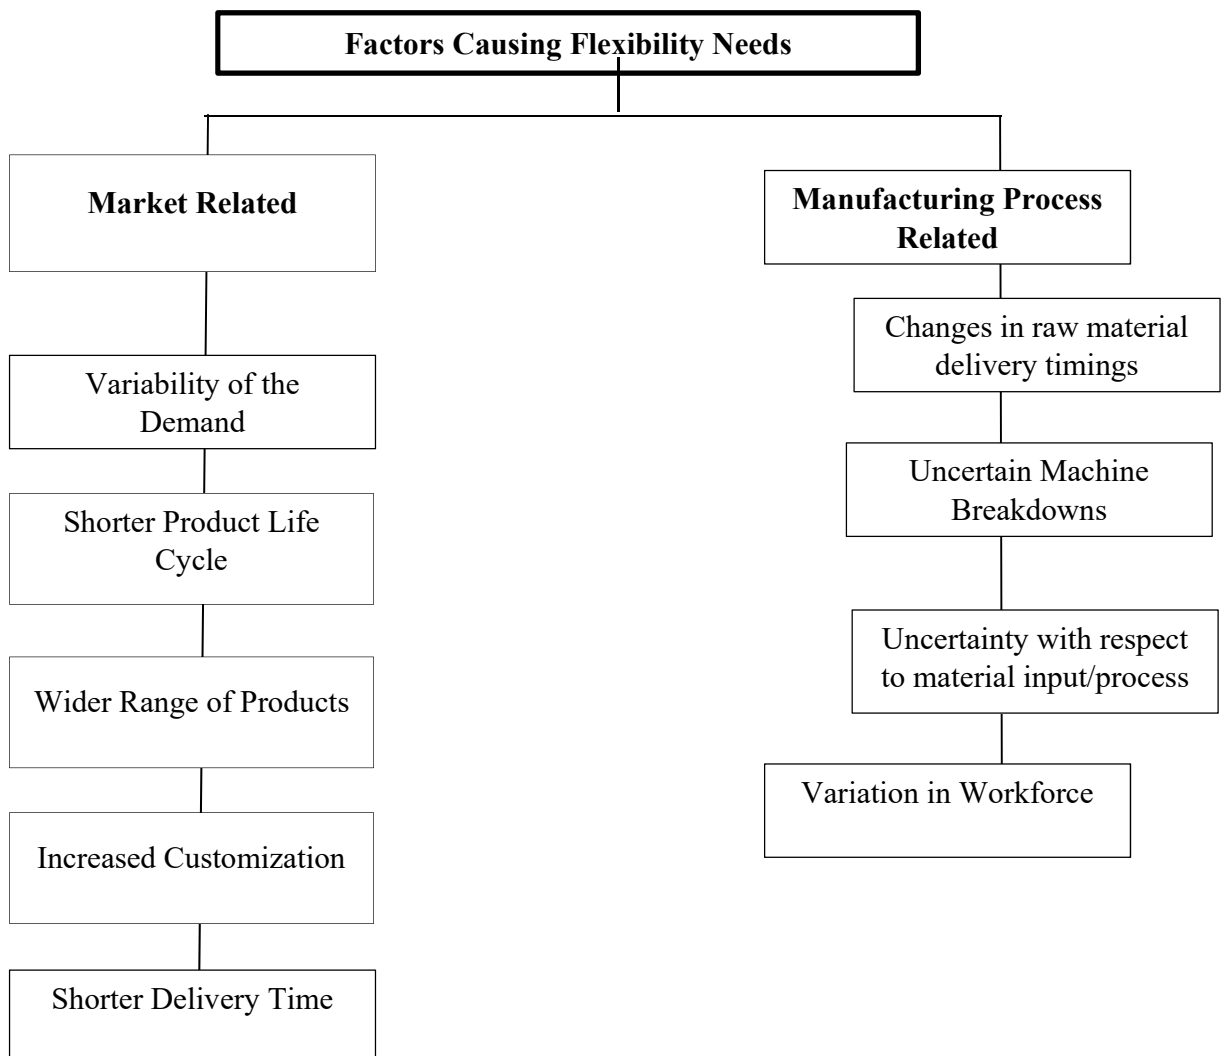 Factors Causing Flexibility Needs
Market Related
Variability of the
Demand
Shorter Product Life
Cycle
Wider Range of Products
Increased Customization
Shorter Delivery Time
Manufacturing Process
Related
Changes in raw material
delivery timings
Uncertain Machine
Breakdowns
Uncertainty with respect
to material input/process
Variation in Workforce